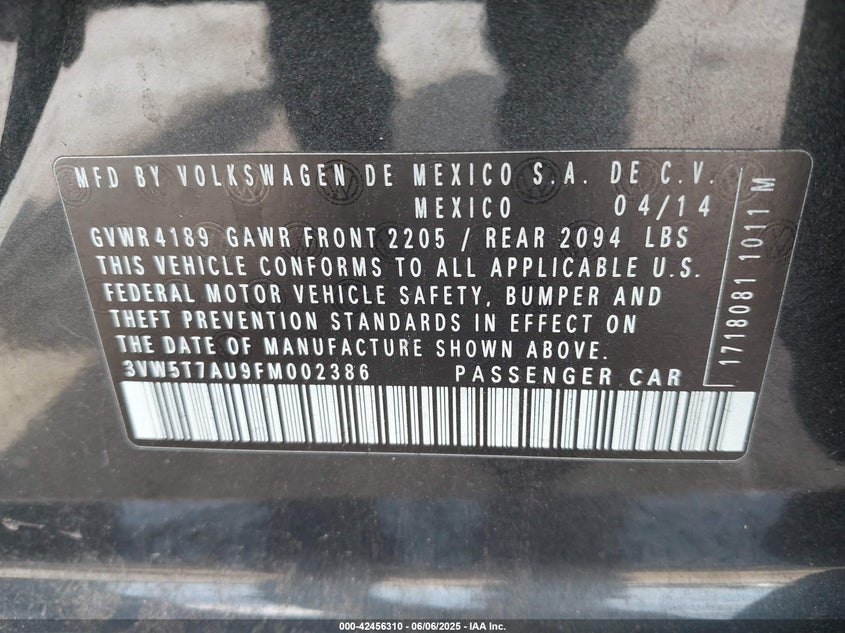 MFD BY VOLKSWAGEN DE MEXICO S.A. DE C.V.
MEXICO 04/14
GVWR 4189 GAWR FRONT 2205 / REAR 2094 LBS
THIS VEHICLE CONFORMS TO ALL APPLICABLE U.S.
FEDERAL MOTOR VEHICLE SAFETY, BUMPER AND
THEFT PREVENTION STANDARDS IN EFFECT ON
THE DATE OF MANUFACTURE SHOWN ABOVE.
3VW5T7AU9FM002386 PASSENGER CAR
1718081 1011 M
000-42456310 - 06/06/2025 - IAA Inc.